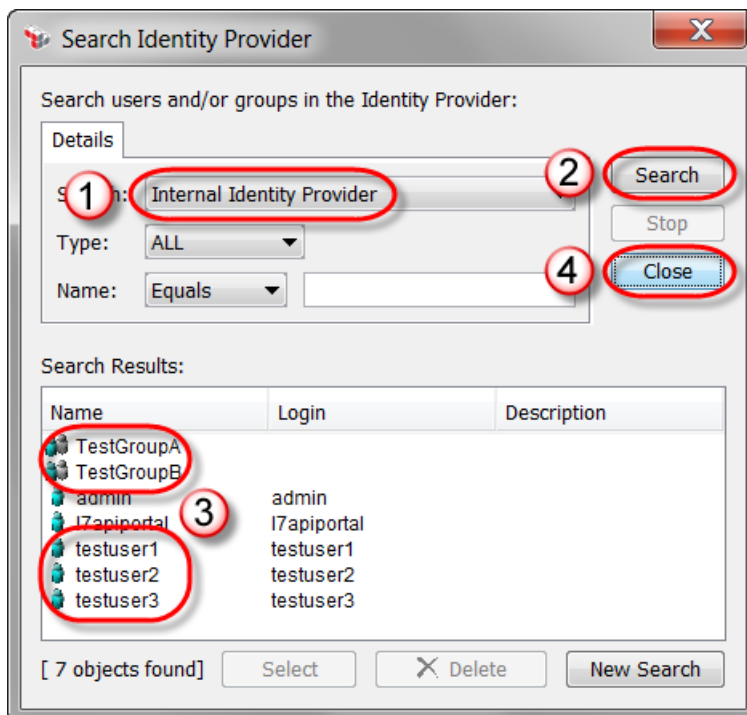 Search Identity Provider
X
Search users and/or groups in the Identity Provider:
Details
1 Internal Identity Provider
2 Search
Stop
Type: ALL
4 Close
Name: Equals
Search Results:
Name Login Description
TestGroupA
TestGroupB
admin admin
3
l7apiportal l7apiportal
testuser1 testuser1
testuser2 testuser2
testuser3 testuser3
[ 7 objects found] Select Delete New Search